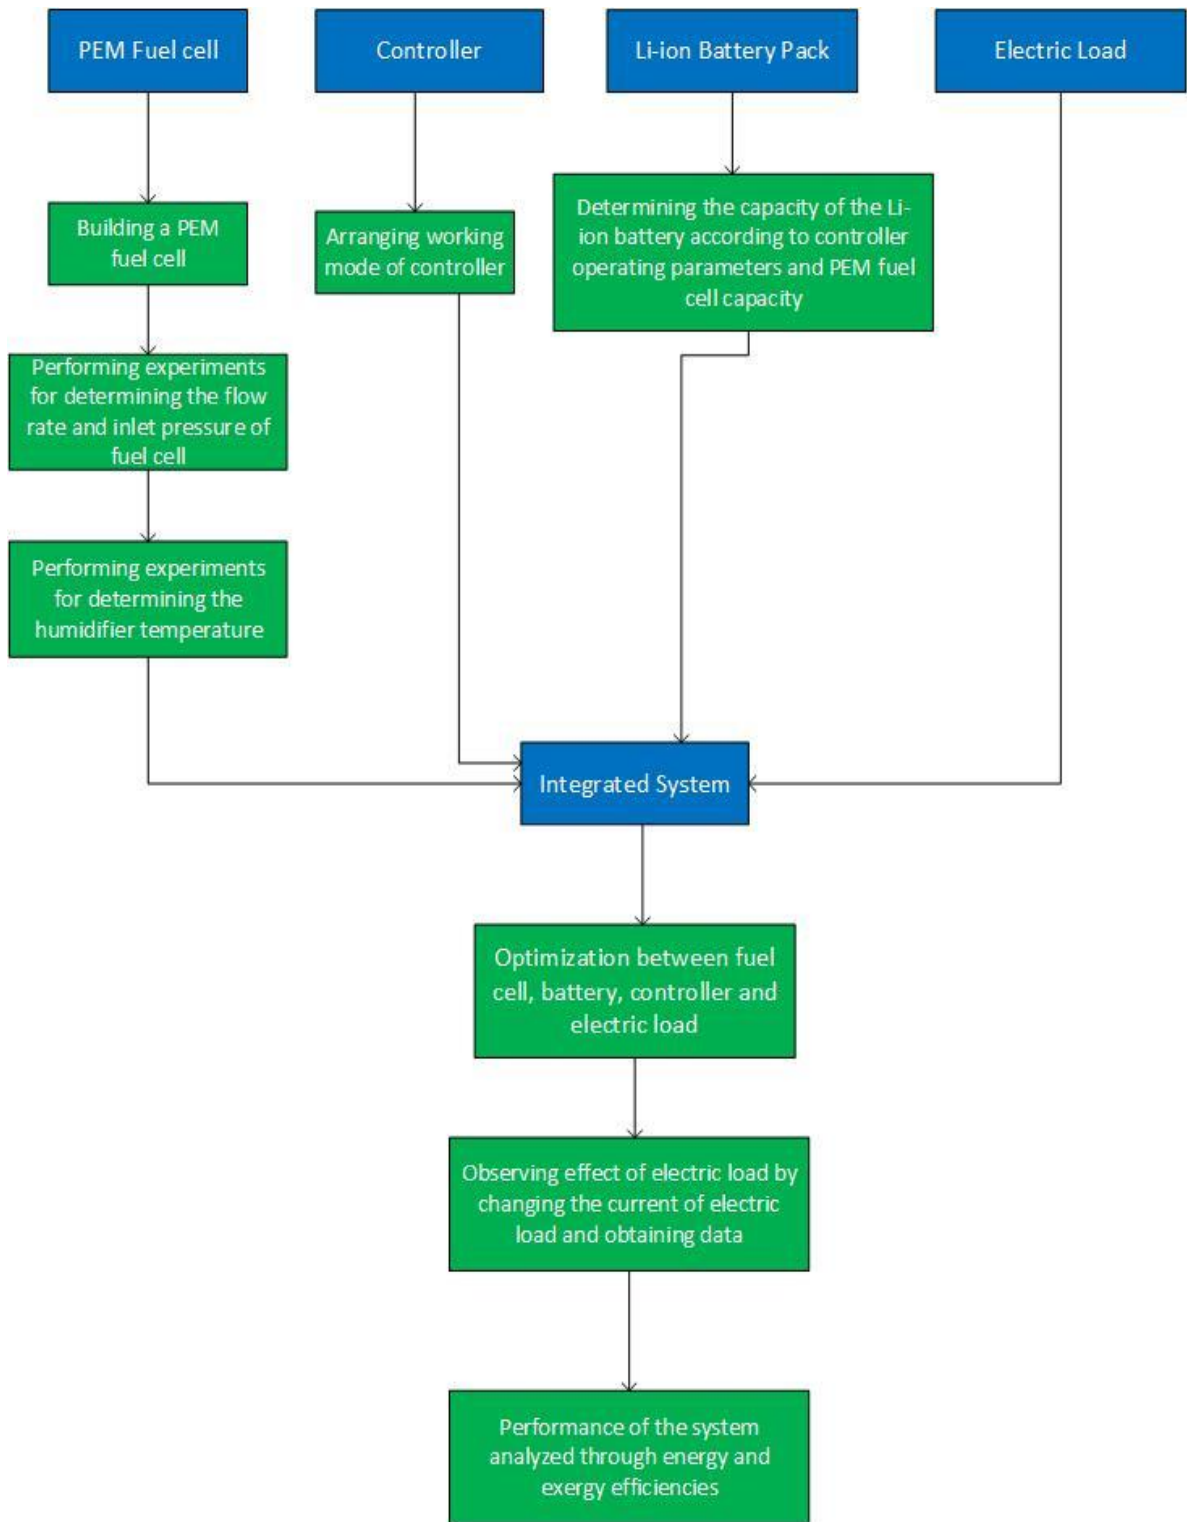 PEM Fuel cell
Controller
Li-ion Battery Pack
Electric Load
Building a PEM
fuel cell
Arranging working
mode of controller
Determining the capacity of the Li-
ion battery according to controller
operating parameters and PEM fuel
cell capacity
Performing experiments
for determining the flow
rate and inlet pressure of
fuel cell
Performing experiments
for determining the
humidifier temperature
Integrated System
Optimization between fuel
cell, battery, controller and
electric load
Observing effect of electric load by
changing the current of electric
load and obtaining data
Performance of the system
analyzed through energy and
exergy efficiencies